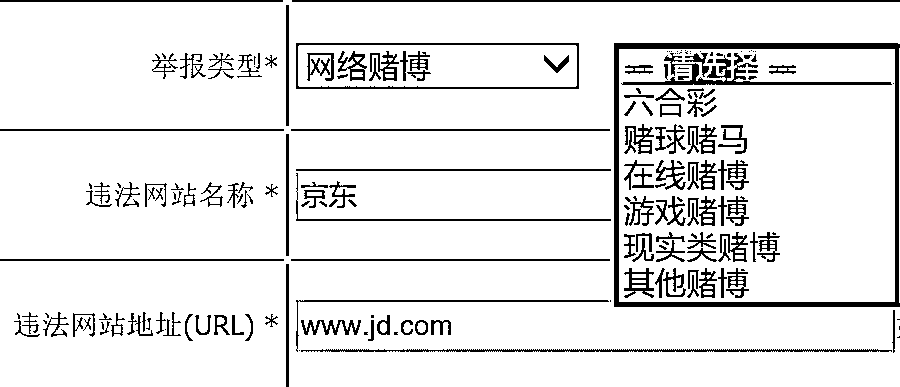 举报类型* 网络赌博
== 请选择 ==
六合彩
赌球赌马
在线赌博
游戏赌博
现实类赌博
其他赌博
违法网站名称 * 京东
违法网站地址(URL) * www.jd.com